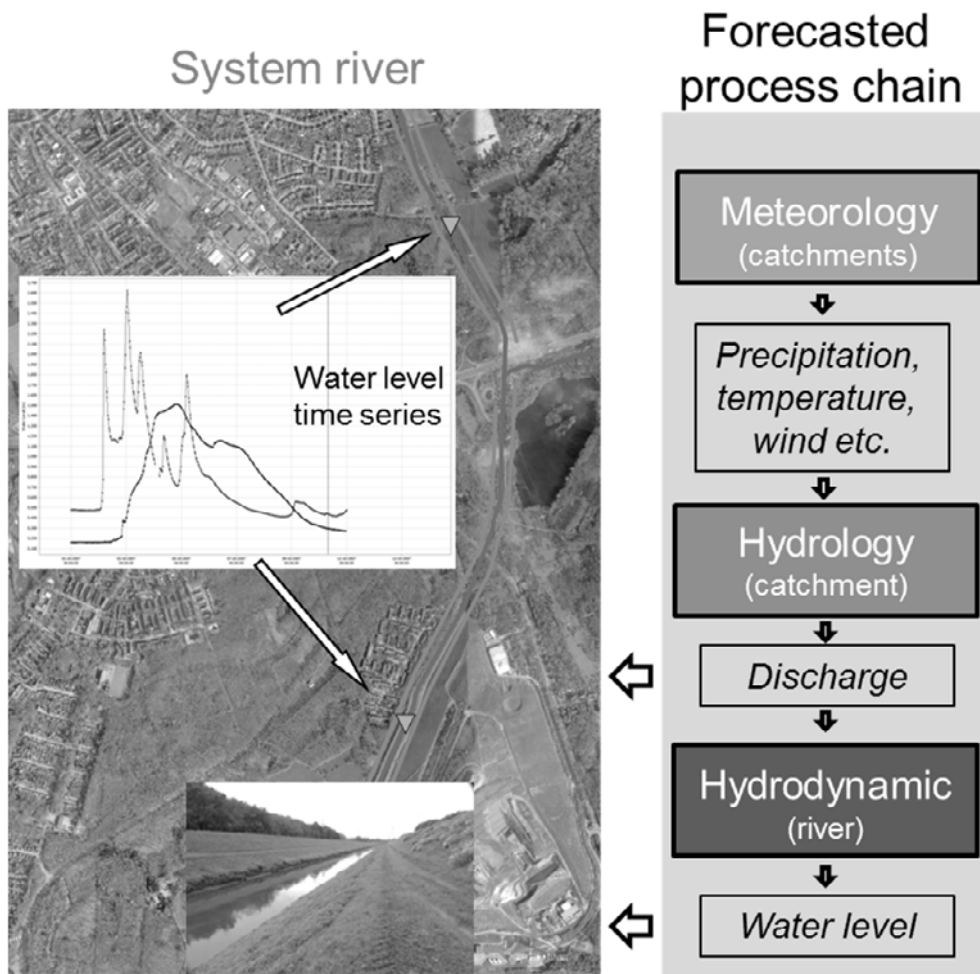 System river
Water level
time series
Forecasted
process chain
Meteorology
(catchments)
Precipitation,
temperature,
wind etc.
Hydrology
(catchment)
Discharge
Hydrodynamic
(river)
Water level